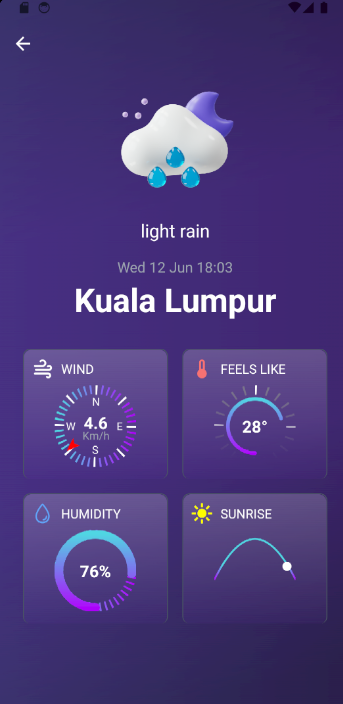 light rain
Wed 12 Jun 18:03
Kuala Lumpur
WIND
FEELS LIKE
N
W 4.6 E
Km/h
S
28°
HUMIDITY
SUNRISE
76%